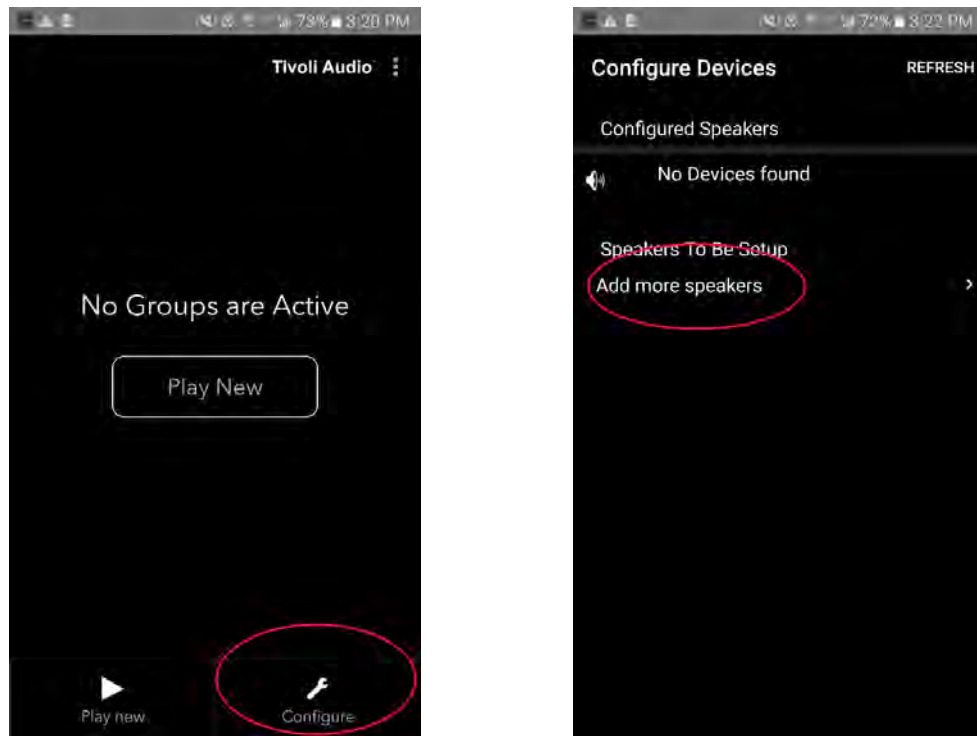 73% 3:20 PM
Tivoli Audio
No Groups are Active
Play New
Play new
Configure
72% 3:22 PM
Configure Devices REFRESH
Configured Speakers
No Devices found
Speakers To Be Setup
Add more speakers